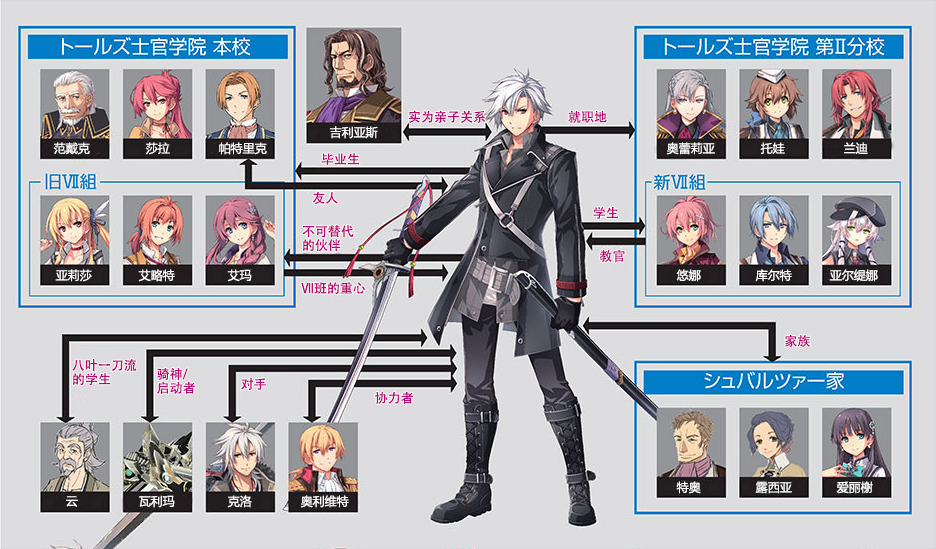 トールズ士官学院 本校
范戴克
莎拉
帕特里克
旧Ⅶ組
亚莉莎
艾略特
艾玛
吉利亚斯
实为亲子关系
就职地
毕业生
友人
不可替代
的伙伴
VII班的重心
トールズ士官学院 第Ⅱ分校
奥蕾莉亚
托娃
兰迪
新Ⅶ組
悠娜
库尔特
亚尔缇娜
学生
教官
家族
シュバルツァー家
特奥
露西亚
爱丽榭
八叶一刀流
的学生
骑神/
启动者
对手
协力者
云
瓦利玛
克洛
奥利维特